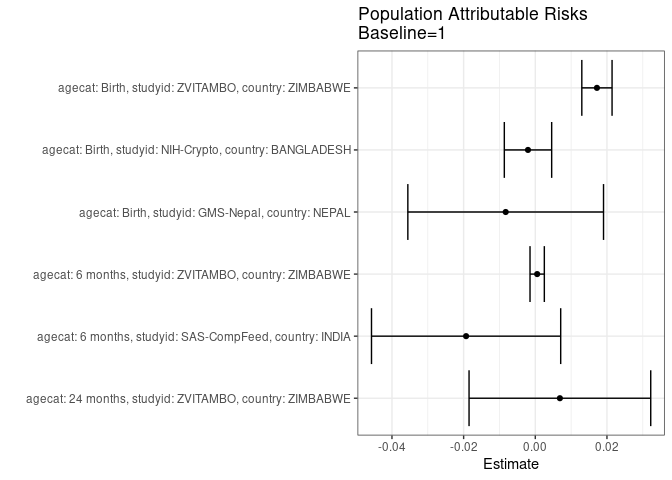 Population Attributable Risks
Baseline=1
agecat: Birth, studyid: ZVITAMBO, country: ZIMBABWE
agecat: Birth, studyid: NIH-Crypto, country: BANGLADESH
agecat: Birth, studyid: GMS-Nepal, country: NEPAL
agecat: 6 months, studyid: ZVITAMBO, country: ZIMBABWE
agecat: 6 months, studyid: SAS-CompFeed, country: INDIA
agecat: 24 months, studyid: ZVITAMBO, country: ZIMBABWE
-0.04 -0.02 0.00 0.02
Estimate